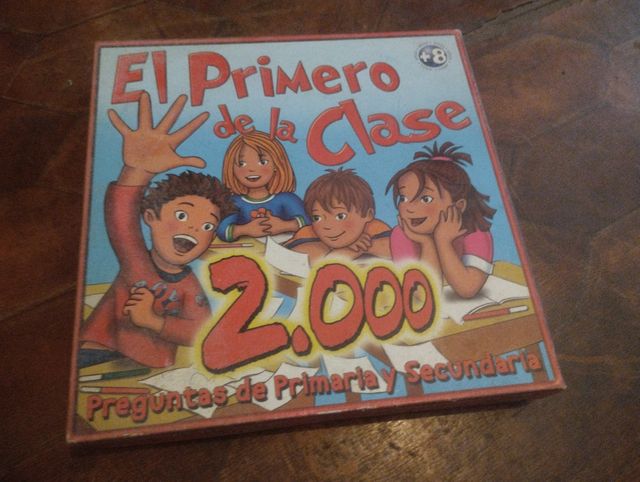 El Primero
de la Clase
+8
2.000
Preguntas de Primaria y Secundaria